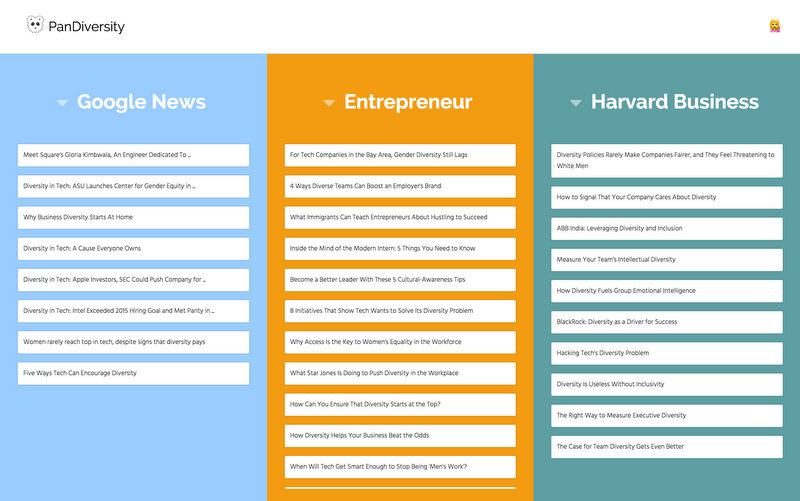 PanDiversity
Google News
Meet Square's Gloria Kimbwala, An Engineer Dedicated To ...
Diversity in Tech: ASU Launches Center for Gender Equity in ...
Why Business Diversity Starts At Home
Diversity in Tech: A Cause Everyone Owns
Diversity in Tech: Apple Investors, SEC Could Push Company for ...
Diversity in Tech: Intel Exceeded 2015 Hiring Goal and Met Parity in ...
Women rarely reach top in tech, despite signs that diversity pays
Five Ways Tech Can Encourage Diversity
Entrepreneur
For Tech Companies in the Bay Area, Gender Diversity Still Lags
4 Ways Diverse Teams Can Boost an Employer's Brand
What Immigrants Can Teach Entrepreneurs About Hustling to Succeed
Inside the Mind of the Modern Intern: 5 Things You Need to Know
Become a Better Leader With These 5 Cultural-Awareness Tips
8 Initiatives That Show Tech Wants to Solve Its Diversity Problem
Why Access Is the Key to Women's Equality in the Workforce
What Star Jones Is Doing to Push Diversity in the Workplace
How Can You Ensure That Diversity Starts at the Top?
How Diversity Helps Your Business Beat the Odds
When Will Tech Get Smart Enough to Stop Being 'Men's Work'?
Harvard Business
Diversity Policies Rarely Make Companies Fairer, and They Feel Threatening to
White Men
How to Signal That Your Company Cares About Diversity
ABB India: Leveraging Diversity and Inclusion
Measure Your Team's Intellectual Diversity
How Diversity Fuels Group Emotional Intelligence
BlackRock: Diversity as a Driver for Success
Hacking Tech's Diversity Problem
Diversity Is Useless Without Inclusivity
The Right Way to Measure Executive Diversity
The Case for Team Diversity Gets Even Better